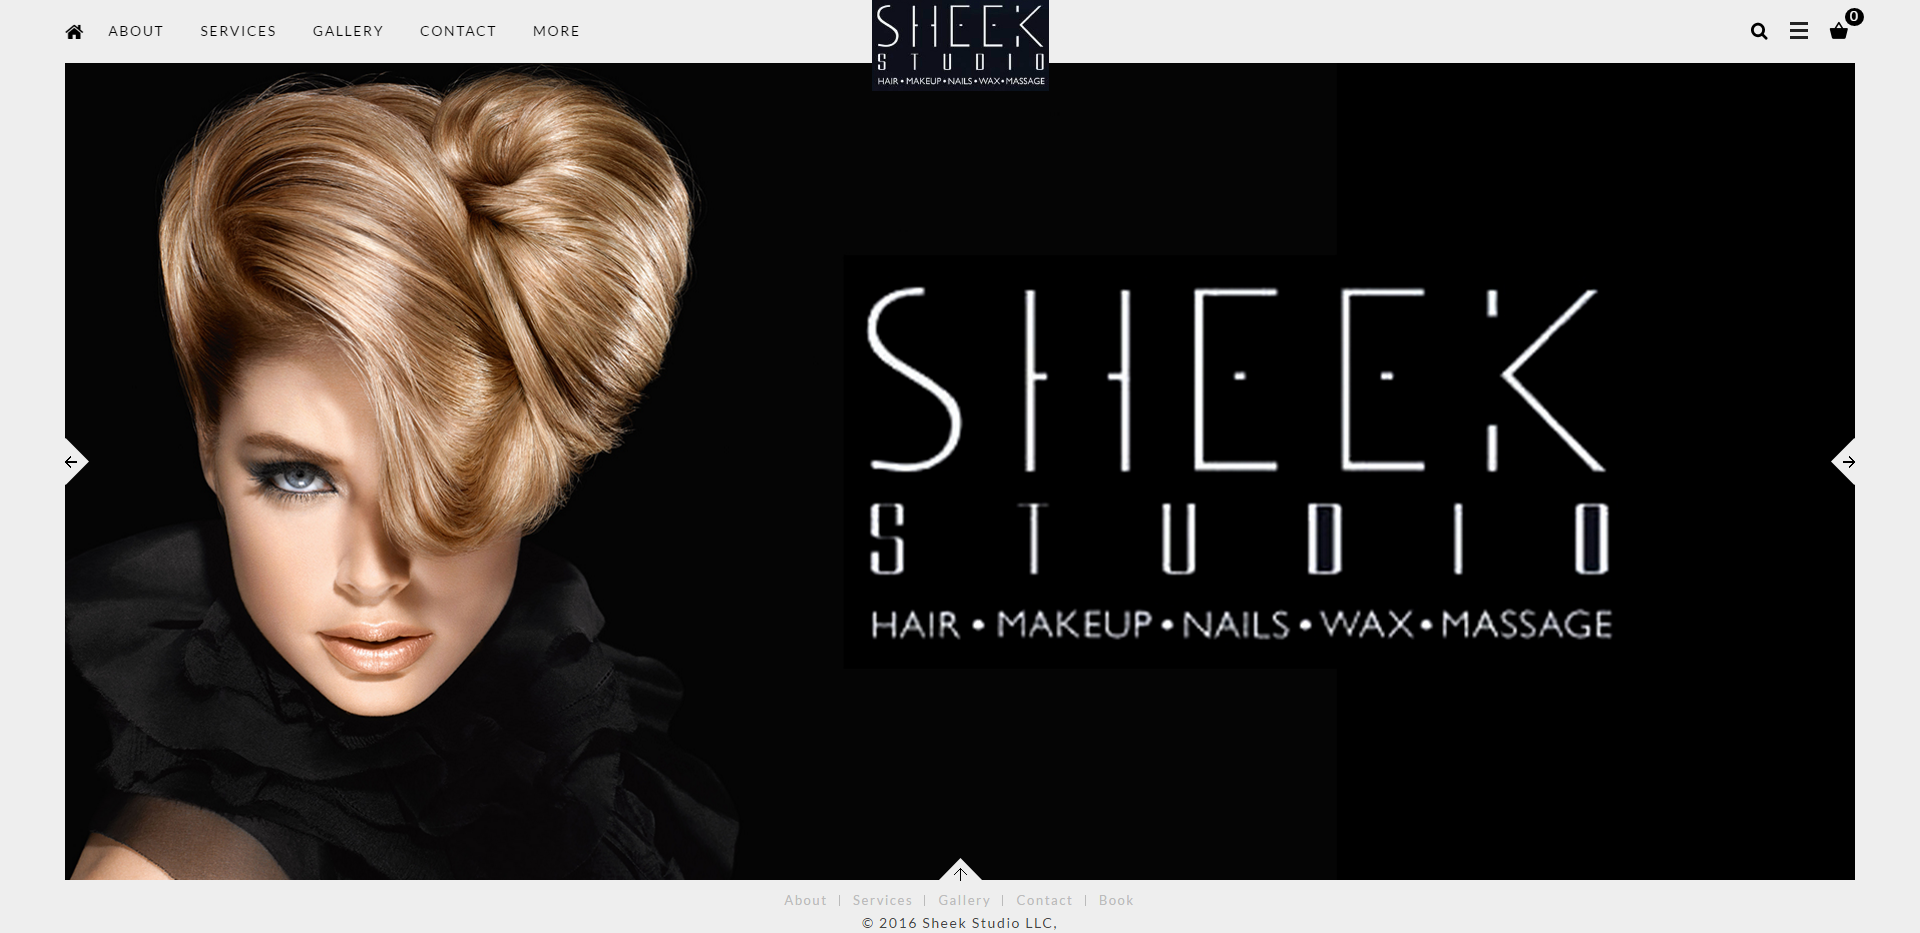 ABOUT SERVICES GALLERY CONTACT MORE
SHEEK
STUDIO
HAIR • MAKEUP • NAILS • WAX • MASSAGE
0
SHEEK
STUDIO
HAIR • MAKEUP • NAILS • WAX • MASSAGE
About | Services | Gallery | Contact | Book
© 2016 Sheek Studio LLC,